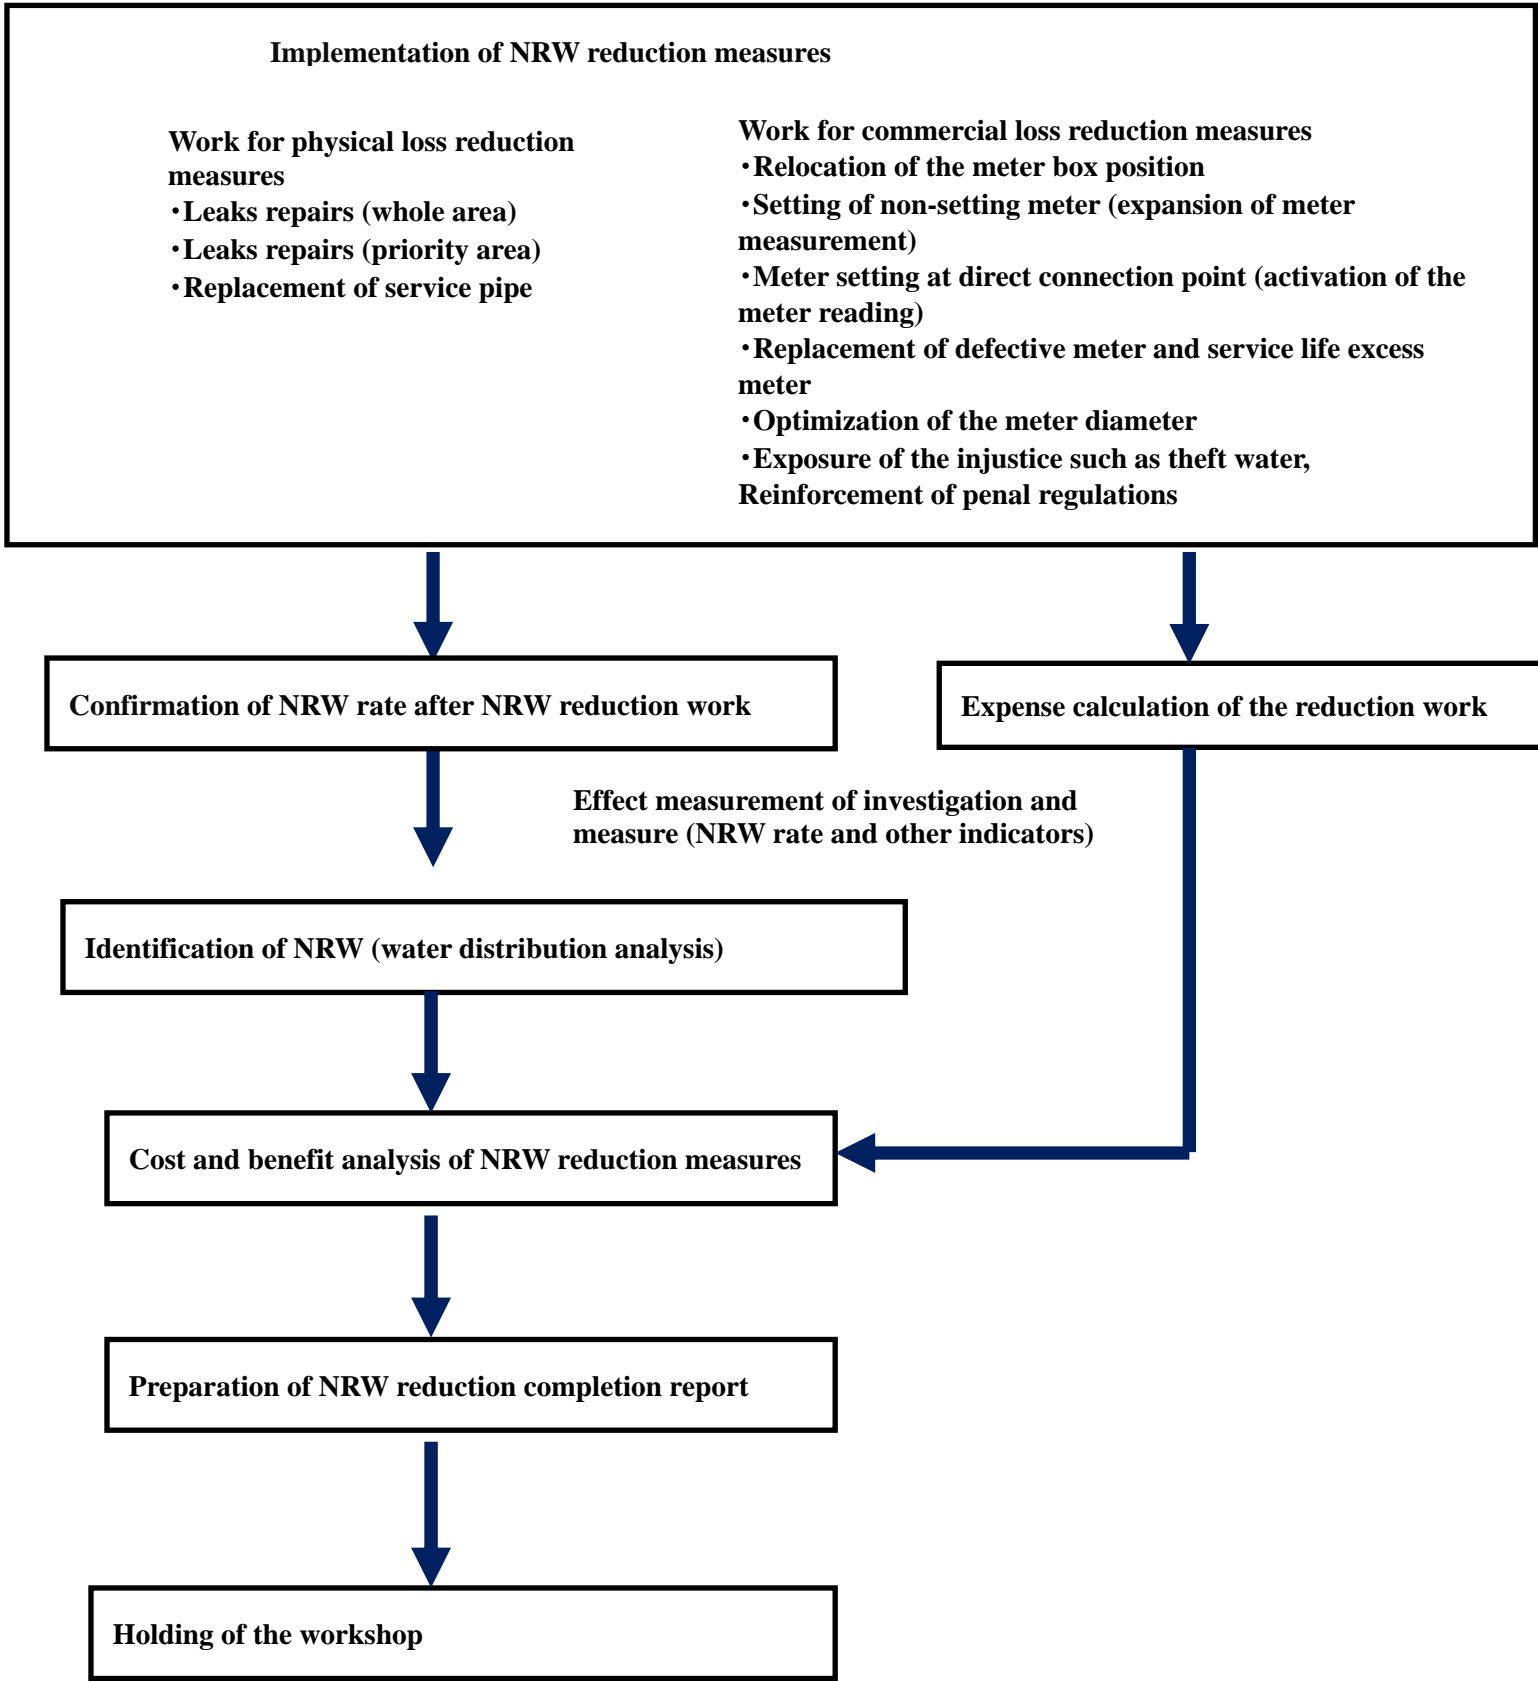 Implementation of NRW reduction measures
Work for physical loss reduction
measures
・Leaks repairs (whole area)
・Leaks repairs (priority area)
・Replacement of service pipe
Work for commercial loss reduction measures
・Relocation of the meter box position
・Setting of non-setting meter (expansion of meter
measurement)
・Meter setting at direct connection point (activation of the
meter reading)
・Replacement of defective meter and service life excess
meter
・Optimization of the meter diameter
・Exposure of the injustice such as theft water,
Reinforcement of penal regulations
Confirmation of NRW rate after NRW reduction work
Expense calculation of the reduction work
Effect measurement of investigation and
measure (NRW rate and other indicators)
Identification of NRW (water distribution analysis)
Cost and benefit analysis of NRW reduction measures
Preparation of NRW reduction completion report
Holding of the workshop